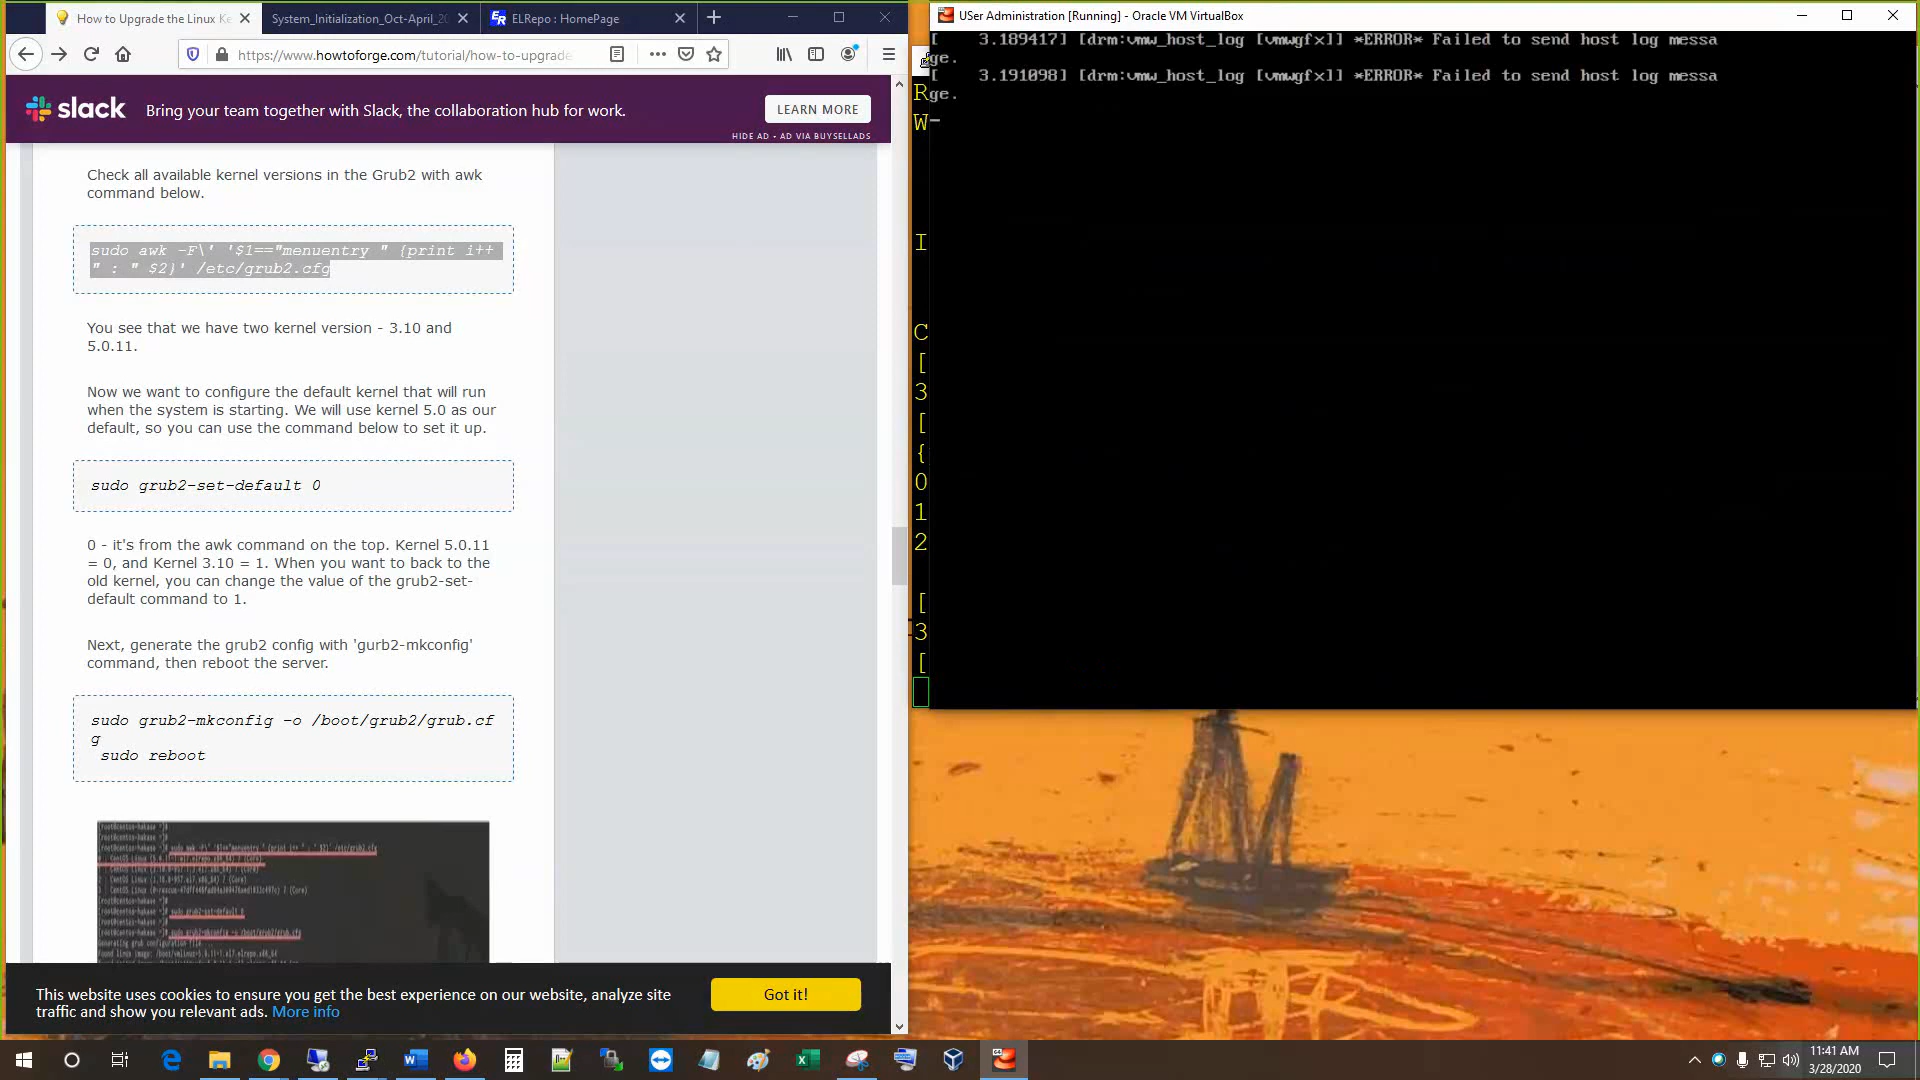 How to Upgrade the Linux Ke
System_Initialization_Oct-April_20
ELRepo : HomePage
https://www.howtoforge.com/tutorial/how-to-upgrade
slack
Bring your team together with Slack, the collaboration hub for work.
LEARN MORE
HIDE AD • AD VIA BUYSELLADS
Check all available kernel versions in the Grub2 with awk
command below.
sudo awk -F\' '$1=="menuentry " {print i++
" : " $2}' /etc/grub2.cfg
You see that we have two kernel version - 3.10 and
5.0.11.
Now we want to configure the default kernel that will run
when the system is starting. We will use kernel 5.0 as our
default, so you can use the command below to set it up.
sudo grub2-set-default 0
0 - it's from the awk command on the top. Kernel 5.0.11
= 0, and Kernel 3.10 = 1. When you want to back to the
old kernel, you can change the value of the grub2-set-
default command to 1.
Next, generate the grub2 config with 'gurb2-mkconfig'
command, then reboot the server.
sudo grub2-mkconfig -o /boot/grub2/grub.cf
g
sudo reboot
This website uses cookies to ensure you get the best experience on our website, analyze site
traffic and show you relevant ads. More info
Got it!
R
W
I
C
[
3
[
{
0
1
2
[
3
[
USer Administration [Running] - Oracle VM VirtualBox
[    3.189417] [drm:vmw_host_log [vmwgfx]] *ERROR* Failed to send host log messa
ge.
[    3.191098] [drm:vmw_host_log [vmwgfx]] *ERROR* Failed to send host log messa
ge.
11:41 AM
3/28/2020